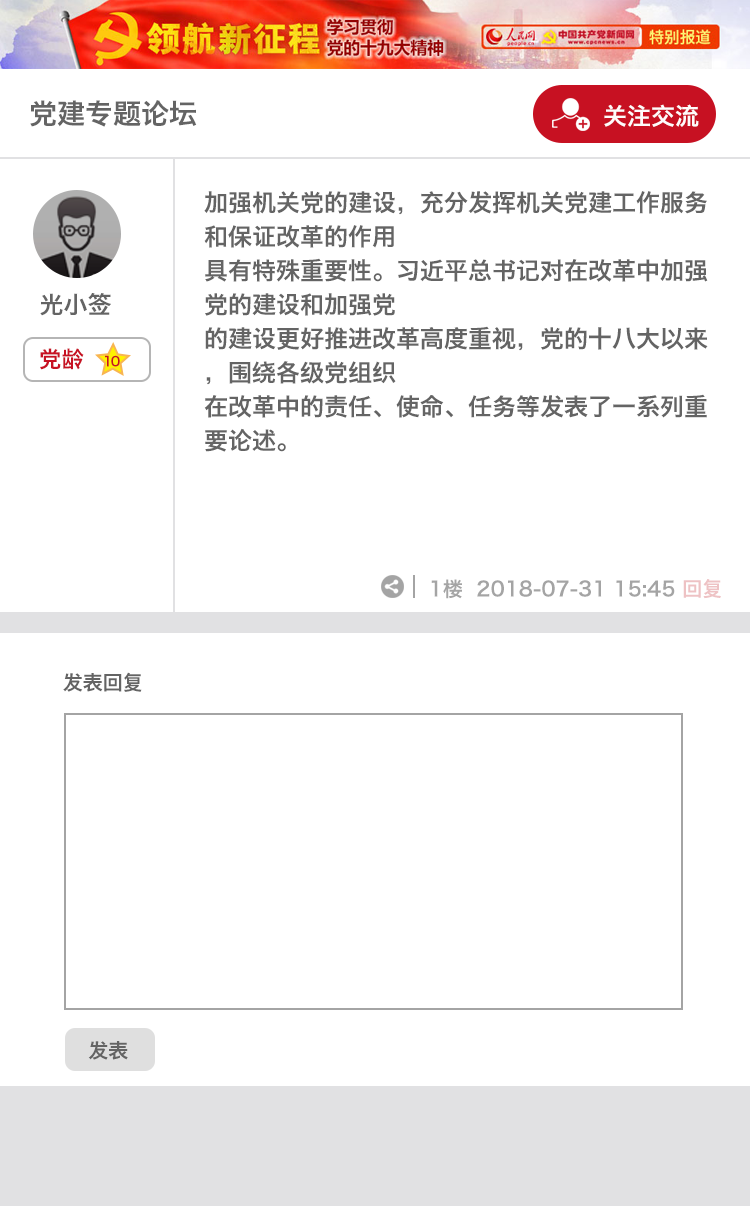 领航新征程
学习贯彻
党的十九大精神
人民网
people.cn
中国共产党新闻网
www.cpcnews.cn
特别报道
党建专题论坛
关注交流
光小签
党龄 10
加强机关党的建设，充分发挥机关党建工作服务
和保证改革的作用
具有特殊重要性。习近平总书记对在改革中加强
党的建设和加强党
的建设更好推进改革高度重视，党的十八大以来
，围绕各级党组织
在改革中的责任、使命、任务等发表了一系列重
要论述。
1楼 2018-07-31 15:45 回复
发表回复
发表